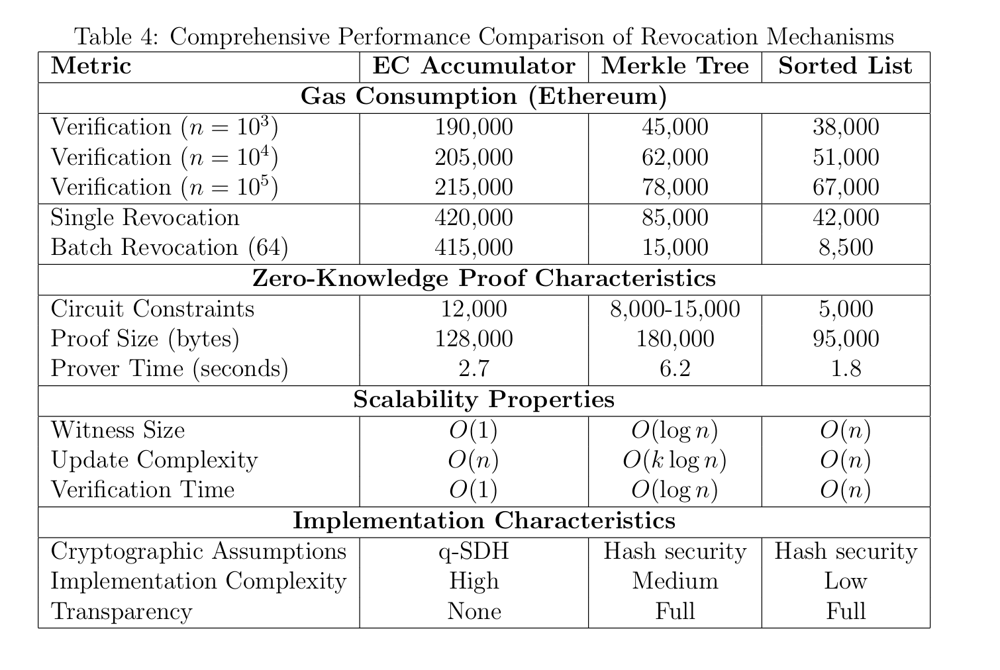 Table 4: Comprehensive Performance Comparison of Revocation Mechanisms
Metric EC Accumulator Merkle Tree Sorted List
Gas Consumption (Ethereum)
Verification (n = 10³) 190,000 45,000 38,000
Verification (n = 10⁴) 205,000 62,000 51,000
Verification (n = 10⁵) 215,000 78,000 67,000
Single Revocation 420,000 85,000 42,000
Batch Revocation (64) 415,000 15,000 8,500
Zero-Knowledge Proof Characteristics
Circuit Constraints 12,000 8,000-15,000 5,000
Proof Size (bytes) 128,000 180,000 95,000
Prover Time (seconds) 2.7 6.2 1.8
Scalability Properties
Witness Size O(1) O(log n) O(n)
Update Complexity O(n) O(k log n) O(n)
Verification Time O(1) O(log n) O(n)
Implementation Characteristics
Cryptographic Assumptions q-SDH Hash security Hash security
Implementation Complexity High Medium Low
Transparency None Full Full